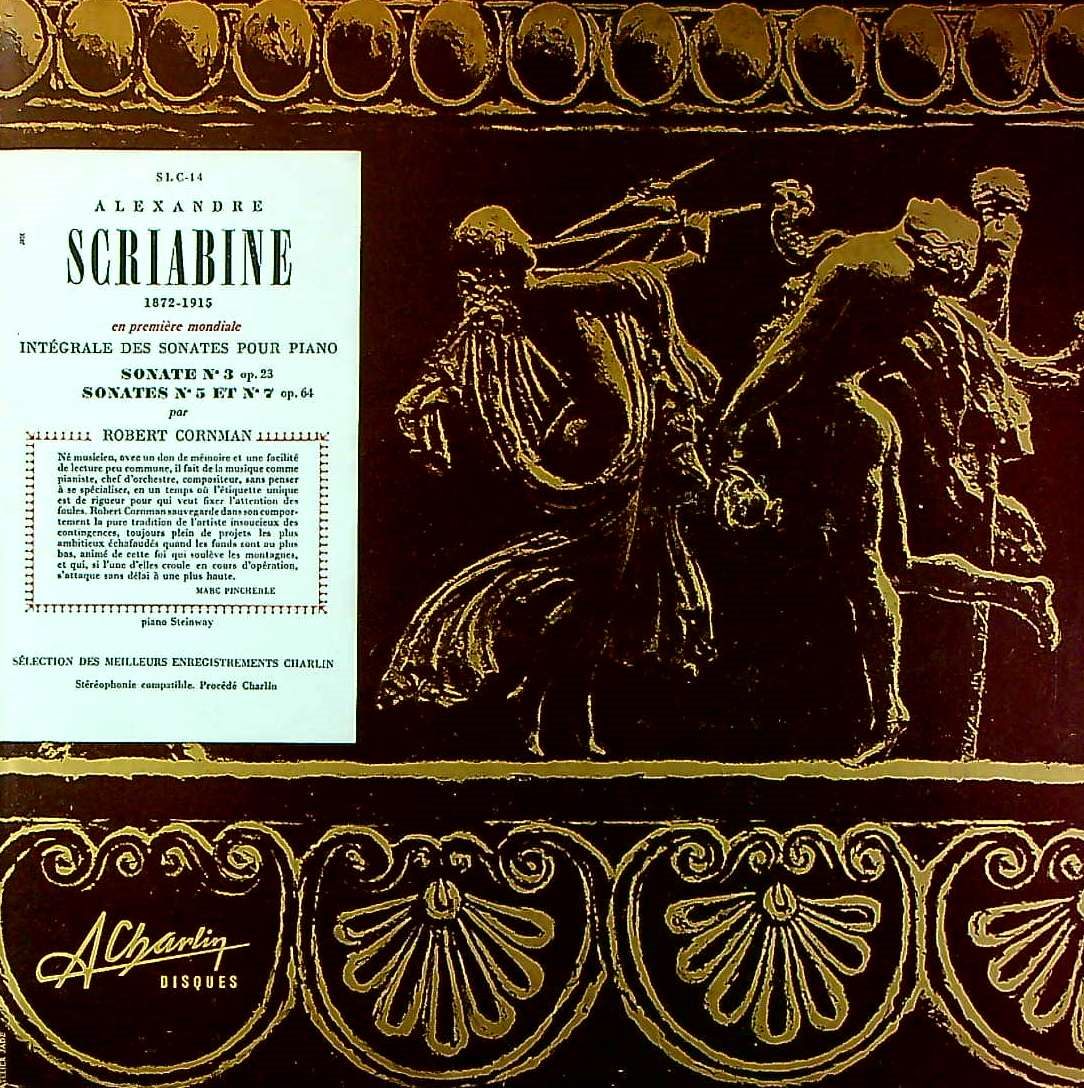 SLC-14
ALEXANDRE
SCRIABINE
1872-1915
en première mondiale
INTÉGRALE DES SONATES POUR PIANO
SONATE N° 3 op. 23
SONATES N° 5 ET N° 7 op. 64
par
ROBERT CORNMAN
Né musicien, avec un don de mémoire et une facilité
de lecture peu commune, il fait de la musique comme
pianiste, chef d'orchestre, compositeur, sans penser
à se spécialiser, en un temps où l'étiquette unique
est de rigueur pour qui veut fixer l'attention des
foules. Robert Cornman sauvegarde dans son compor-
tement la pure tradition de l'artiste insoucieux des
contingences, toujours plein de projets les plus
ambitieux échafaudés quand les fonds sont au plus
bas, animé de cette foi qui soulève les montagnes,
et qui, si l'une d'elles croule en cours d'opération,
s'attaque sans délai à une plus haute.
MARC PINCHERLE
piano Steinway
SÉLECTION DES MEILLEURS ENREGISTREMENTS CHARLIN
Stéréophonie compatible. Procédé Charlin
ACharlin
DISQUES